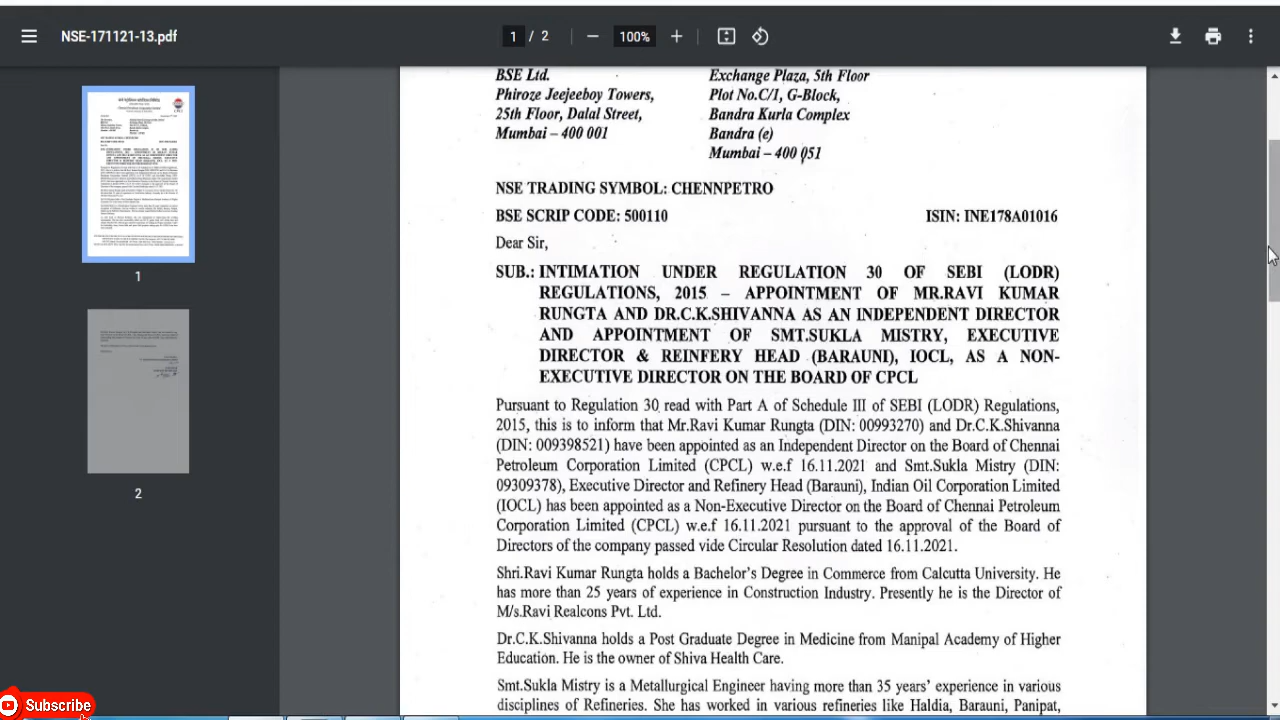 NSE-171121-13.pdf
1 / 2
100%
BSE Ltd.
Phiroze Jeejeeboy Towers,
25th Floor, Dalal Street,
Mumbai – 400 001
Exchange Plaza, 5th Floor
Plot No.C/1, G-Block,
Bandra Kurla Complex
Bandra (e)
Mumbai – 400 051
NSE TRADING SYMBOL: CHENNPETRO
BSE SCRIP CODE: 500110
ISIN: INE178A01016
Dear Sir,
SUB.: INTIMATION UNDER REGULATION 30 OF SEBI (LODR)
REGULATIONS, 2015 – APPOINTMENT OF MR.RAVI KUMAR
RUNGTA AND DR.C.K.SHIVANNA AS AN INDEPENDENT DIRECTOR
AND APPOINTMENT OF SMT.SUKLA MISTRY, EXECUTIVE
DIRECTOR & REINFERY HEAD (BARAUNI), IOCL, AS A NON-
EXECUTIVE DIRECTOR ON THE BOARD OF CPCL
Pursuant to Regulation 30 read with Part A of Schedule III of SEBI (LODR) Regulations,
2015, this is to inform that Mr.Ravi Kumar Rungta (DIN: 00993270) and Dr.C.K.Shivanna
(DIN: 009398521) have been appointed as an Independent Director on the Board of Chennai
Petroleum Corporation Limited (CPCL) w.e.f 16.11.2021 and Smt.Sukla Mistry (DIN:
09309378), Executive Director and Refinery Head (Barauni), Indian Oil Corporation Limited
(IOCL) has been appointed as a Non-Executive Director on the Board of Chennai Petroleum
Corporation Limited (CPCL) w.e.f 16.11.2021 pursuant to the approval of the Board of
Directors of the company passed vide Circular Resolution dated 16.11.2021.
Shri.Ravi Kumar Rungta holds a Bachelor's Degree in Commerce from Calcutta University. He
has more than 25 years of experience in Construction Industry. Presently he is the Director of
M/s.Ravi Realcons Pvt. Ltd.
Dr.C.K.Shivanna holds a Post Graduate Degree in Medicine from Manipal Academy of Higher
Education. He is the owner of Shiva Health Care.
Smt.Sukla Mistry is a Metallurgical Engineer having more than 35 years' experience in various
disciplines of Refineries. She has worked in various refineries like Haldia, Barauni, Panipat,
1
2
Subscribe